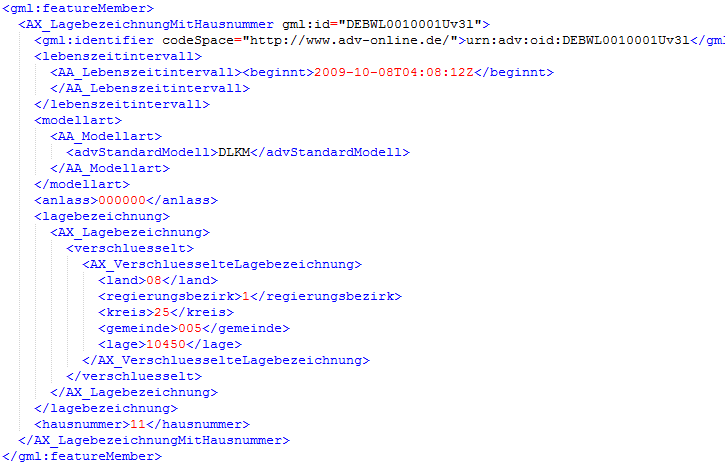 <gml:featureMember>
<AX_LagebezeichnungMitHausnummer gml:id="DEBWL0010001Uv3l">
<gml:identifier codeSpace="http://www.adv-online.de/">urn:adv:oid:DEBWL0010001Uv3l</gml
<lebenszeitintervall>
<AA_Lebenszeitintervall><beginnt>2009-10-08T04:08:12Z</beginnt>
</AA_Lebenszeitintervall>
</lebenszeitintervall>
<modellart>
<AA_Modellart>
<advStandardModell>DLKM</advStandardModell>
</AA_Modellart>
</modellart>
<anlass>000000</anlass>
<lagebezeichnung>
<AX_Lagebezeichnung>
<verschluesselt>
<AX_VerschluesselteLagebezeichnung>
<land>08</land>
<regierungsbezirk>1</regierungsbezirk>
<kreis>25</kreis>
<gemeinde>005</gemeinde>
<lage>10450</lage>
</AX_VerschluesselteLagebezeichnung>
</verschluesselt>
</AX_Lagebezeichnung>
</lagebezeichnung>
<hausnummer>11</hausnummer>
</AX_LagebezeichnungMitHausnummer>
</gml:featureMember>